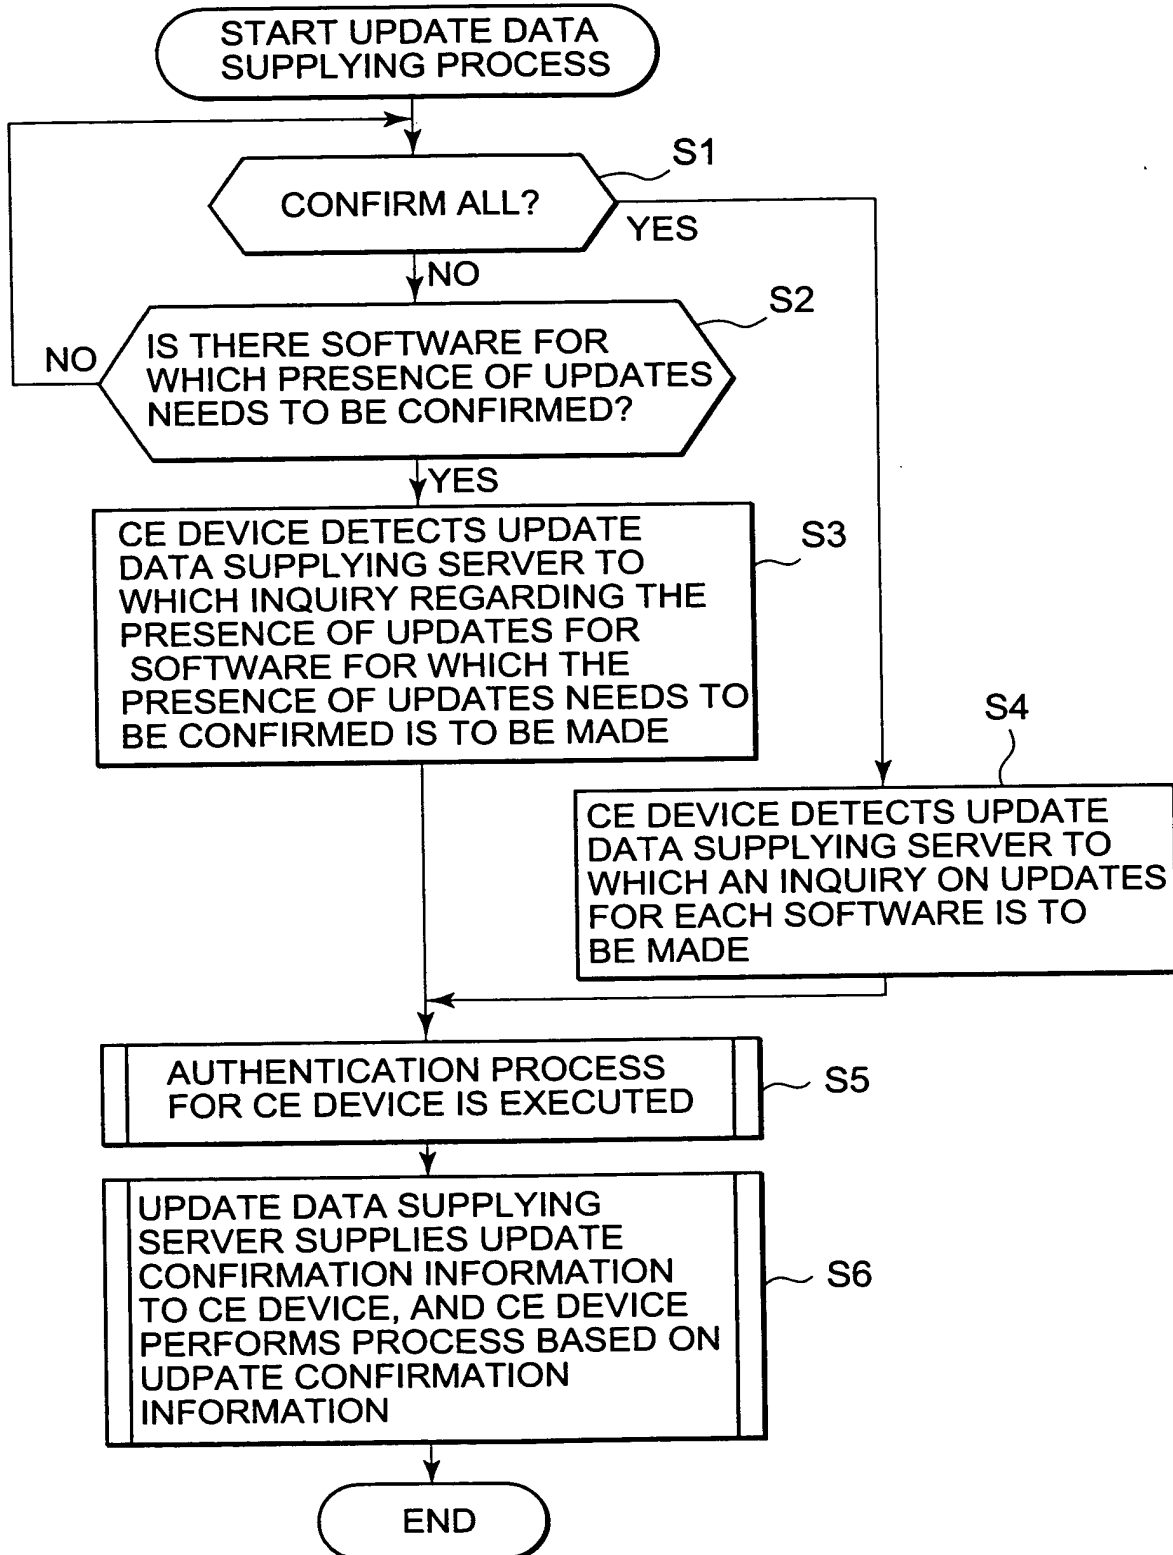 START UPDATE DATA
SUPPLYING PROCESS
S1
CONFIRM ALL?
YES
NO
S2
IS THERE SOFTWARE FOR
WHICH PRESENCE OF UPDATES
NEEDS TO BE CONFIRMED?
NO
YES
S3
CE DEVICE DETECTS UPDATE
DATA SUPPLYING SERVER TO
WHICH INQUIRY REGARDING THE
PRESENCE OF UPDATES FOR
SOFTWARE FOR WHICH THE
PRESENCE OF UPDATES NEEDS TO
BE CONFIRMED IS TO BE MADE
S4
CE DEVICE DETECTS UPDATE
DATA SUPPLYING SERVER TO
WHICH AN INQUIRY ON UPDATES
FOR EACH SOFTWARE IS TO
BE MADE
AUTHENTICATION PROCESS
FOR CE DEVICE IS EXECUTED
S5
UPDATE DATA SUPPLYING
SERVER SUPPLIES UPDATE
CONFIRMATION INFORMATION
TO CE DEVICE, AND CE DEVICE
PERFORMS PROCESS BASED ON
UDPATE CONFIRMATION
INFORMATION
S6
END